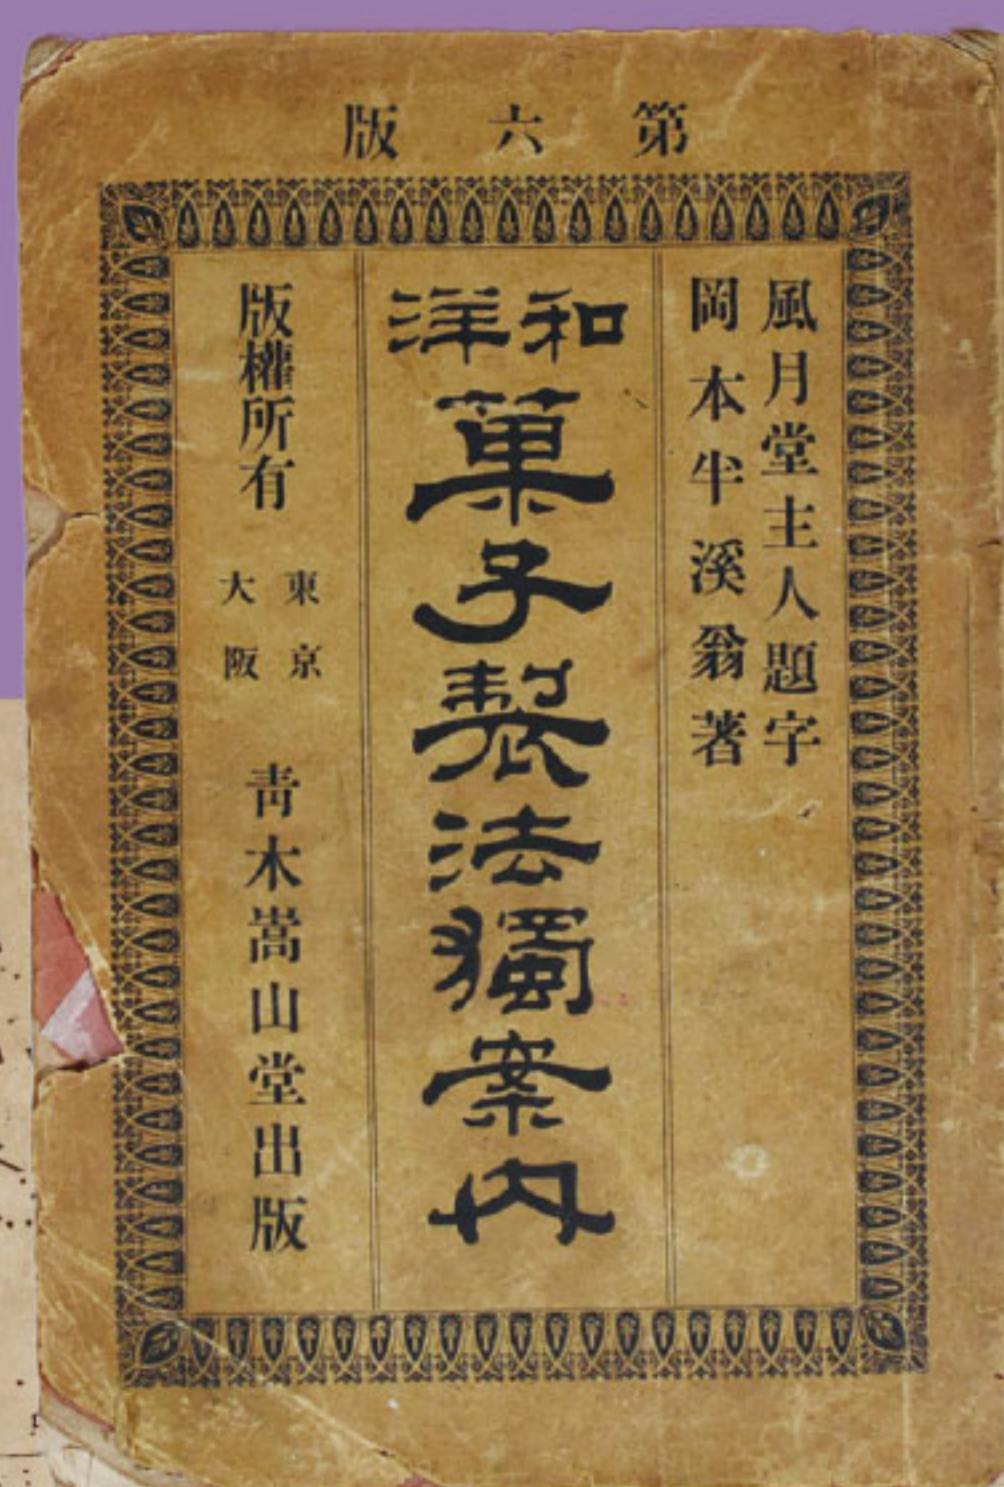 第六版
風月堂主人題字
岡本半溪翁著
和洋
菓子製法獨案内
版權所有
東京
大阪
靑木嵩山堂出版